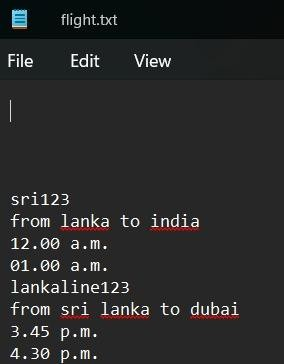 flight.txt
File Edit View
sri123
from lanka to india
12.00 a.m.
01.00 a.m.
lankaline123
from sri lanka to dubai
3.45 p.m.
4.30 p.m.